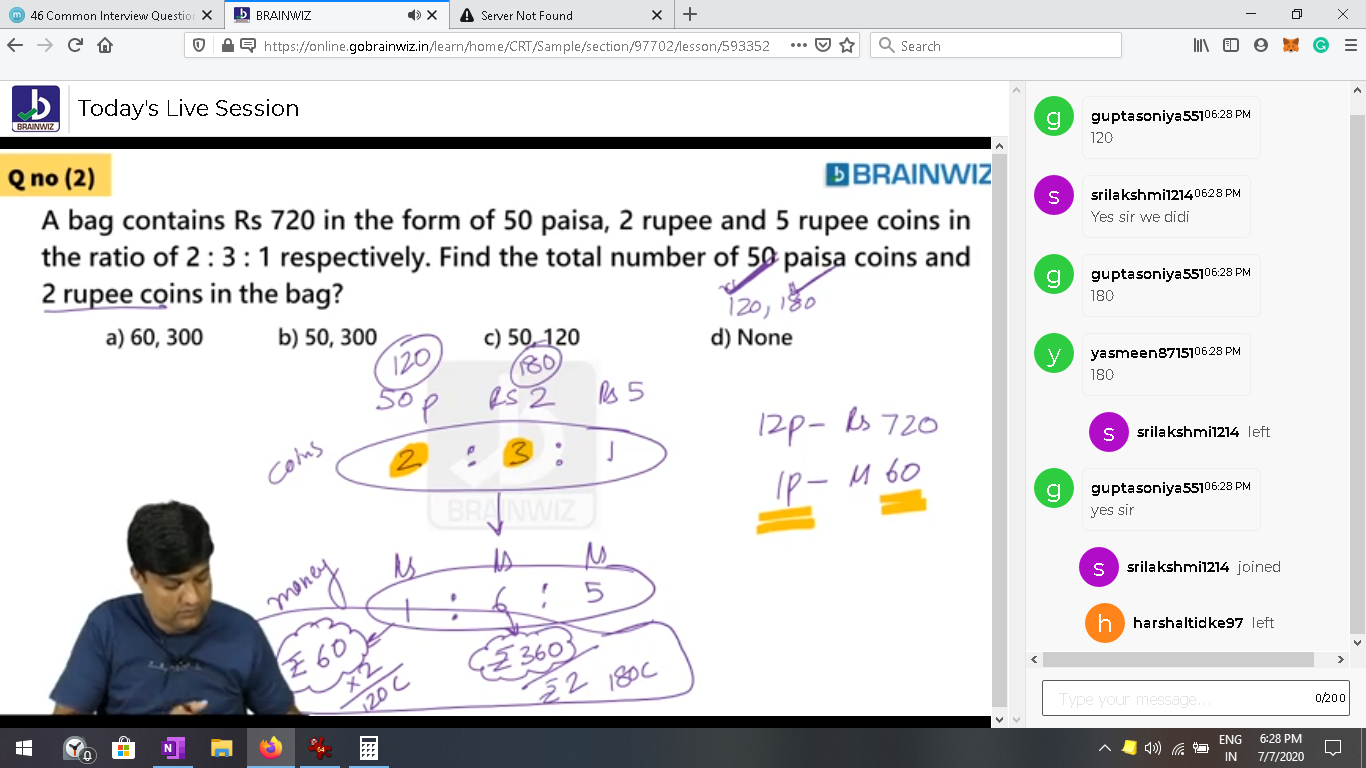 46 Common Interview Question
BRAINWIZ
Server Not Found
https://online.gobrainwiz.in/learn/home/CRT/Sample/section/97702/lesson/593352
Search
BRAINWIZ
Today's Live Session
Q no (2)
BRAINWIZ
A bag contains Rs 720 in the form of 50 paisa, 2 rupee and 5 rupee coins in
the ratio of 2 : 3 : 1 respectively. Find the total number of 50 paisa coins and
2 rupee coins in the bag?
120, 180
a) 60, 300 b) 50, 300 c) 50, 120 d) None
120 180
50 p Rs 2 Rs 5
coins 2 : 3 : 1
BRAINWIZ
12p – Rs 720
1p – 60
Rs Rs Rs
money 1 : 6 : 5
60 360
×2 2
120 C 180C
guptasoniya551 06:28 PM
120
srilakshmi1214 06:28 PM
Yes sir we didi
guptasoniya551 06:28 PM
180
yasmeen87151 06:28 PM
180
srilakshmi1214 left
guptasoniya551 06:28 PM
yes sir
srilakshmi1214 joined
harshaltidke97 left
Type your message...
0/200
ENG
IN
6:28 PM
7/7/2020